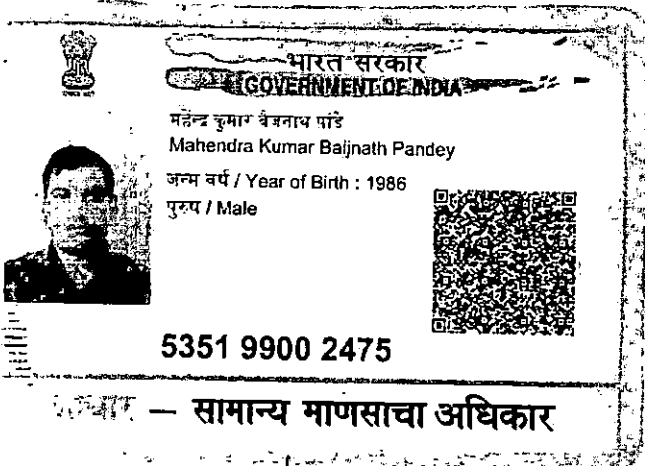 भारत सरकार
GOVERNMENT OF INDIA
महेन्द्र कुमार बैजनाथ पांडे
Mahendra Kumar Baijnath Pandey
जन्म वर्ष / Year of Birth : 1986
पुरुष / Male
5351 9900 2475
— सामान्य माणसाचा अधिकार